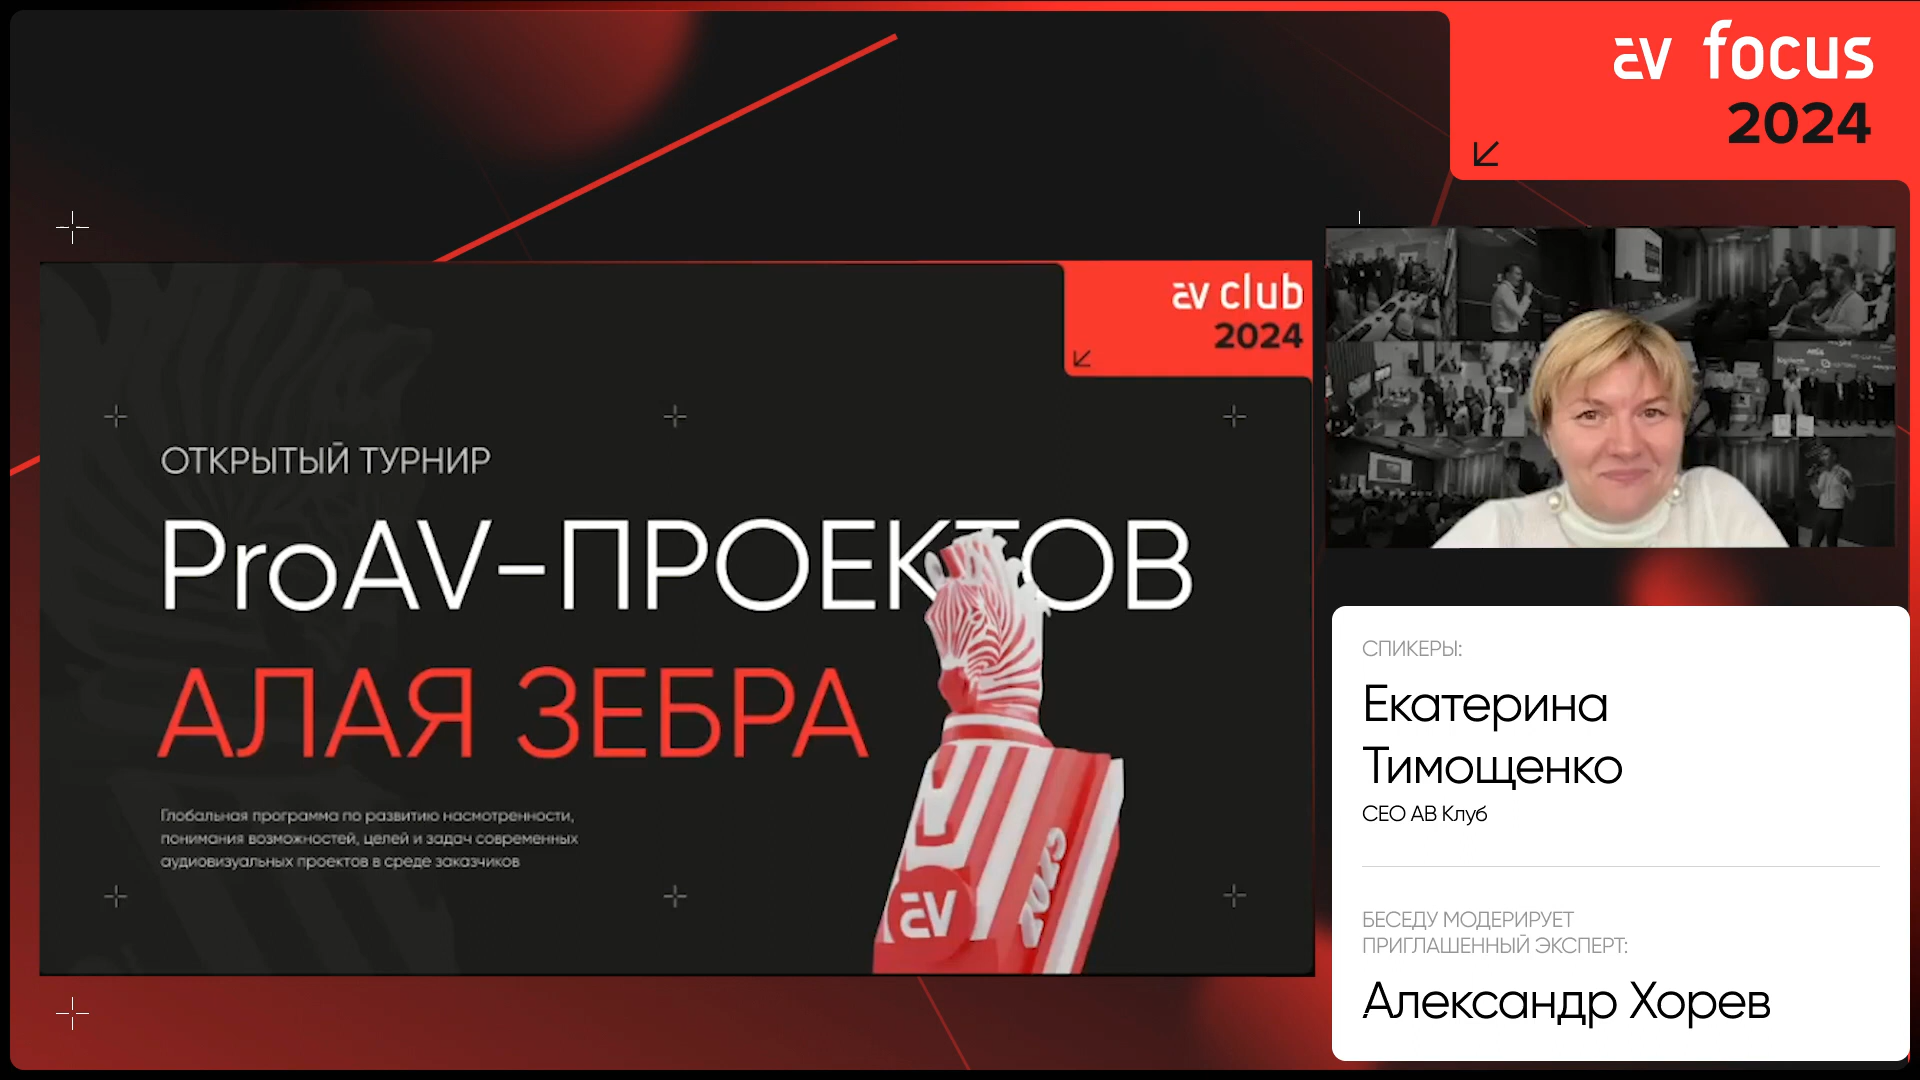 av focus
2024
av club
2024
ОТКРЫТЫЙ ТУРНИР
ProAV-ПРОЕКТОВ
АЛАЯ ЗЕБРА
Глобальная программа по развитию насмотренности,
понимания возможностей, целей и задач современных
аудиовизуальных проектов в среде заказчиков
av
2023
СПИКЕРЫ:
Екатерина
Тимощенко
CEO АВ Клуб
БЕСЕДУ МОДЕРИРУЕТ
ПРИГЛАШЕННЫЙ ЭКСПЕРТ:
Александр Хорев